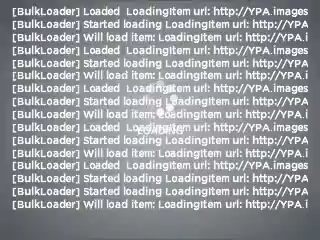 [BulkLoader] Loaded LoadingItem url: http://YPA.images
[BulkLoader] Started loading LoadingItem url: http://YPA
[BulkLoader] Will load item: LoadingItem url: http://YPA.i
[BulkLoader] Loaded LoadingItem url: http://YPA.images
[BulkLoader] Started loading LoadingItem url: http://YPA
[BulkLoader] Will load item: LoadingItem url: http://YPA.i
[BulkLoader] Loaded LoadingItem url: http://YPA.images
[BulkLoader] Started loading LoadingItem url: http://YPA
[BulkLoader] Will load item: LoadingItem url: http://YPA.i
[BulkLoader] Loaded LoadingItem url: http://YPA.images
LOADING
[BulkLoader] Started loading LoadingItem url: http://YPA
[BulkLoader] Will load item: LoadingItem url: http://YPA.i
[BulkLoader] Loaded LoadingItem url: http://YPA.images
[BulkLoader] Started loading LoadingItem url: http://YPA
[BulkLoader] Will load item: LoadingItem url: http://YPA.i